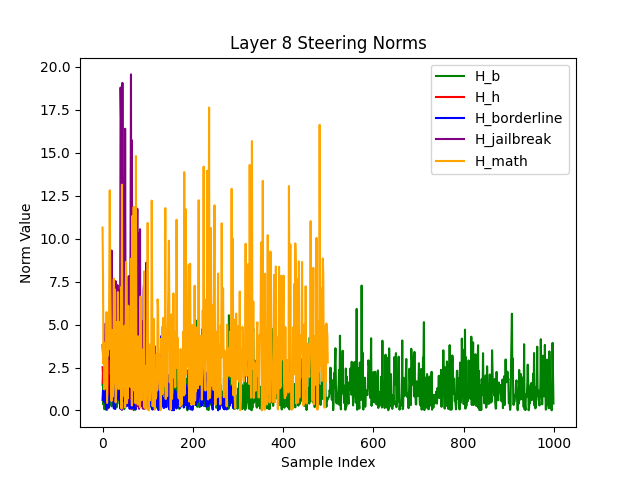 Layer 8 Steering Norms
20.0
17.5
15.0
12.5
10.0
7.5
5.0
2.5
0.0
Norm Value
H_b
H_h
H_borderline
H_jailbreak
H_math
0 200 400 600 800 1000
Sample Index